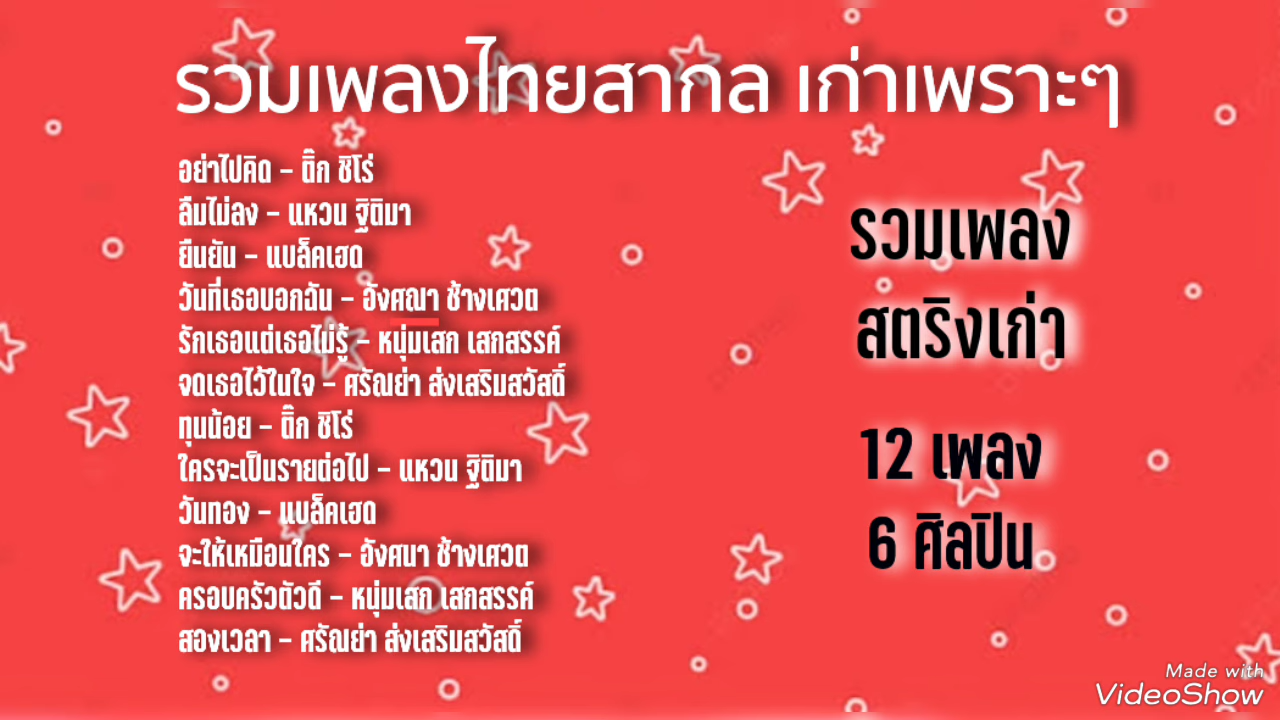 รวมเพลงไทยสากล เก่าเพราะๆ
อย่าไปคิด – ติ๊ก ชิโร่
ลืมไม่ลง – แหวน ฐิติมา
ยืนยัน – แบล็คเฮด
วันที่เธอบอกฉัน – อังศณา ช้างเศวต
รักเธอแต่เธอไม่รู้ – หนุ่มเสก เสกสรรค์
จดเธอไว้ในใจ – ศรัณย่า ส่งเสริมสวัสดิ์
ทุนน้อย – ติ๊ก ชิโร่
ใครจะเป็นรายต่อไป – แหวน ฐิติมา
วันทอง – แบล็คเฮด
จะให้เหมือนใคร – อังศนา ช้างเศวต
ครอบครัวตัวดี – หนุ่มเสก เสกสรรค์
สองเวลา – ศรัณย่า ส่งเสริมสวัสดิ์
รวมเพลง
สตริงเก่า
12 เพลง
6 ศิลปิน
Made with
VideoShow